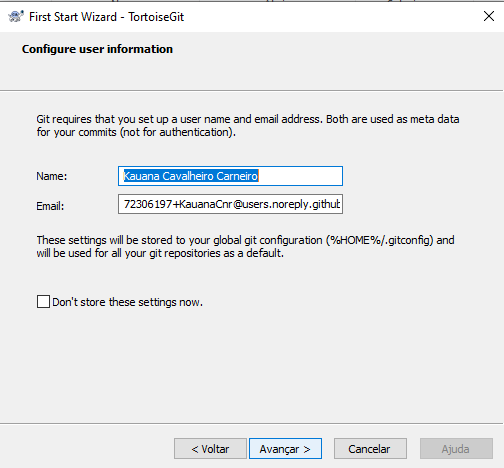 First Start Wizard - TortoiseGit
Configure user information
Git requires that you set up a user name and email address. Both are used as meta data
for your commits (not for authentication).
Name: Kauana Cavalheiro Carneiro
Email: 72306197+KauanaCnr@users.noreply.github
These settings will be stored to your global git configuration (%HOME%/.gitconfig) and
will be used for all your git repositories as a default.
Don't store these settings now.
< Voltar Avançar > Cancelar Ajuda